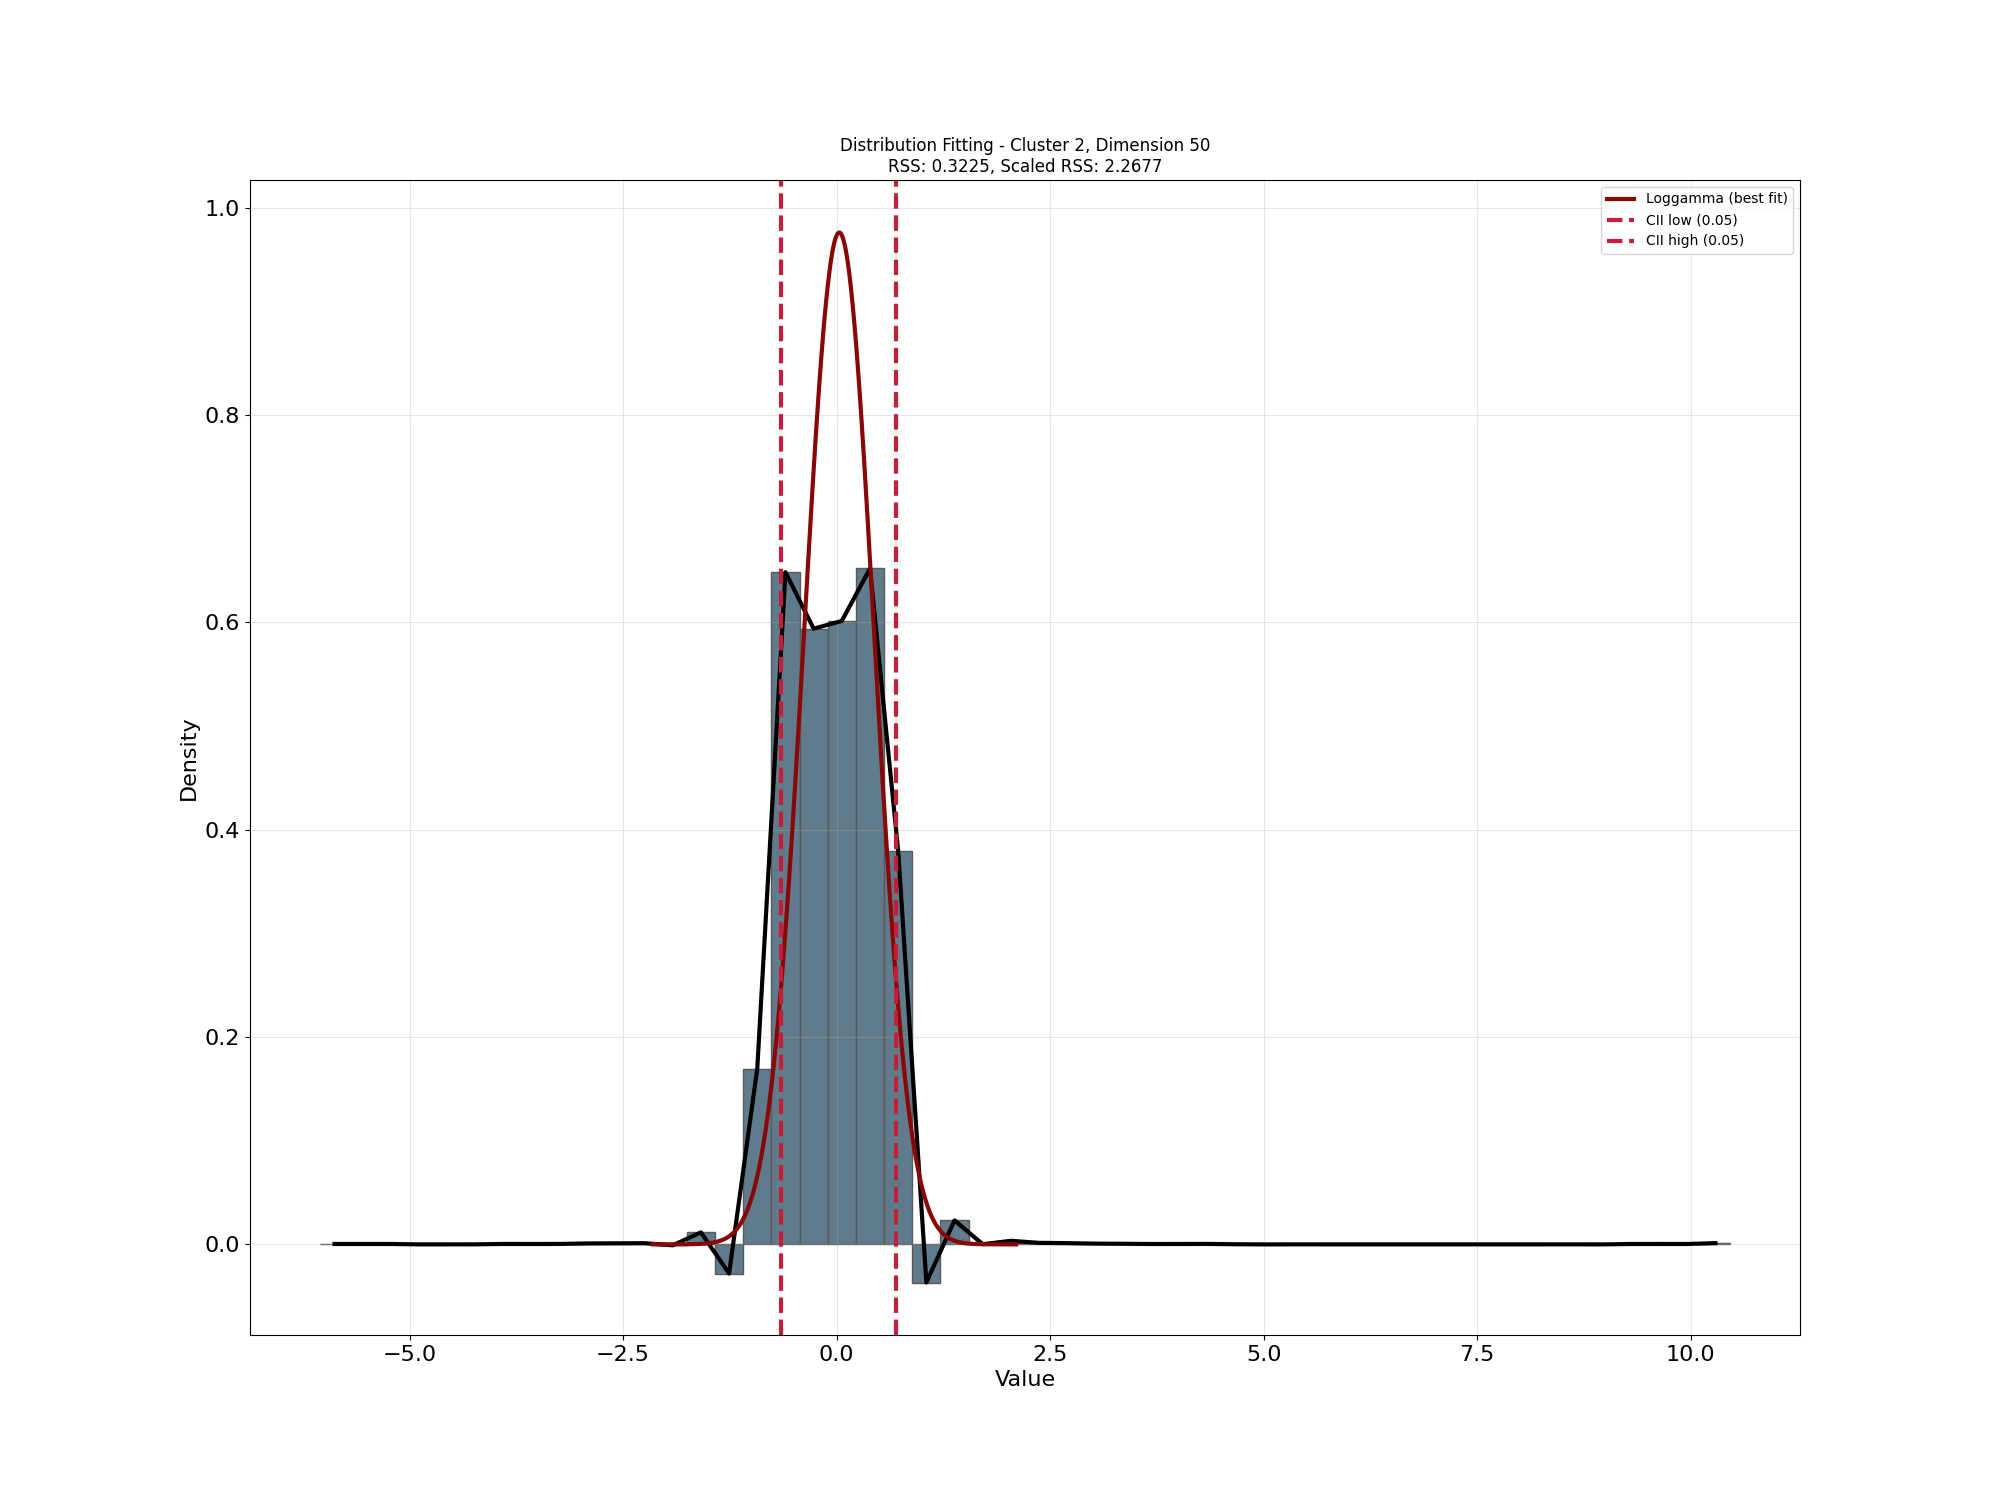 Distribution Fitting - Cluster 2, Dimension 50
RSS: 0.3225, Scaled RSS: 2.2677
Loggamma (best fit)
CII low (0.05)
CII high (0.05)
1.0
0.8
0.6
0.4
0.2
0.0
Density
−5.0
−2.5
0.0
2.5
5.0
7.5
10.0
Value